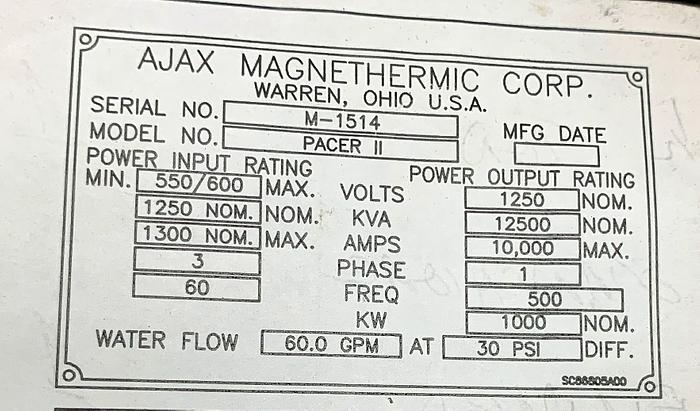 AJAX MAGNETHERMIC CORP.
WARREN, OHIO U.S.A.
SERIAL NO. M-1514
MODEL NO. PACER II MFG DATE
POWER INPUT RATING POWER OUTPUT RATING
MIN. 550/600 MAX. VOLTS 1250 NOM.
1250 NOM. NOM. KVA 12500 NOM.
1300 NOM. MAX. AMPS 10,000 MAX.
3 PHASE 1
60 FREQ 500
KW 1000 NOM.
WATER FLOW 60.0 GPM AT 30 PSI DIFF.
SC86805A00